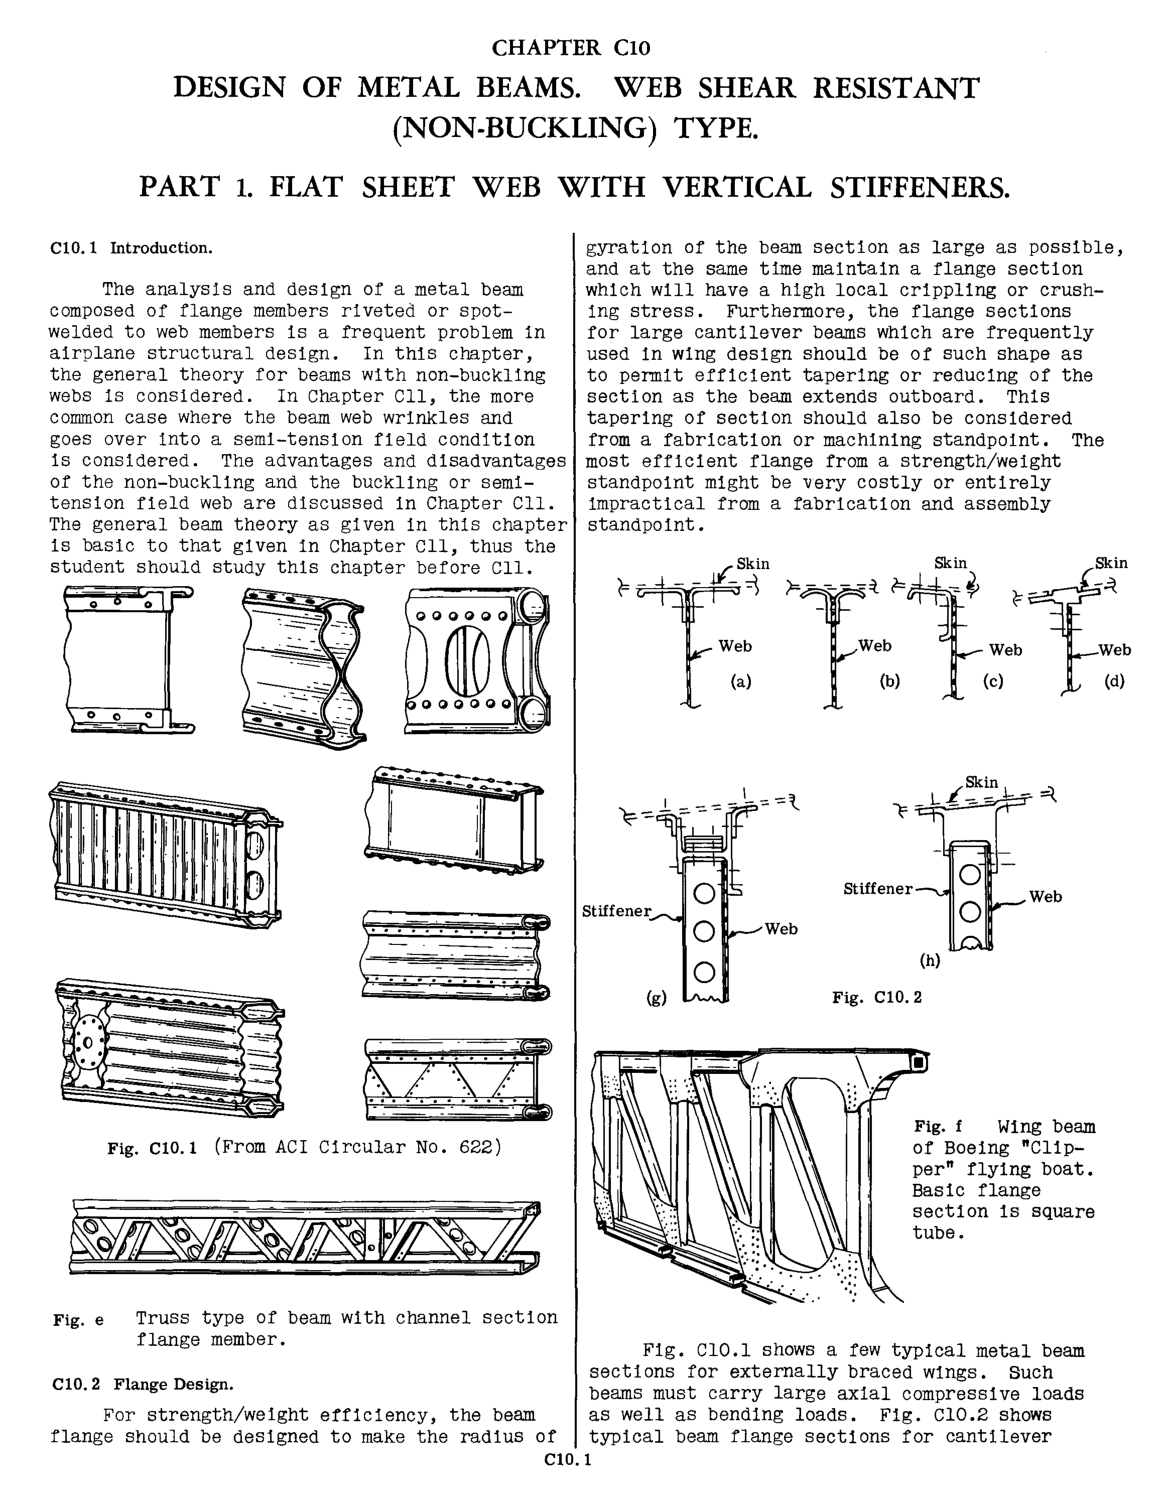 CHAPTER C10
DESIGN OF METAL BEAMS. WEB SHEAR RESISTANT
(NON-BUCKLING) TYPE.
PART 1. FLAT SHEET WEB WITH VERTICAL STIFFENERS.
C10.1 Introduction.
The analysis and design of a metal beam
composed of flange members riveted or spot-
welded to web members is a frequent problem in
airplane structural design. In this chapter,
the general theory for beams with non-buckling
webs is considered. In Chapter C11, the more
common case where the beam web wrinkles and
goes over into a semi-tension field condition
is considered. The advantages and disadvantages
of the non-buckling and the buckling or semi-
tension field web are discussed in Chapter C11.
The general beam theory as given in this chapter
is basic to that given in Chapter C11, thus the
student should study this chapter before C11.
Fig. C10.1 (From ACI Circular No. 622)
Fig. e Truss type of beam with channel section
flange member.
C10.2 Flange Design.
For strength/weight efficiency, the beam
flange should be designed to make the radius of
gyration of the beam section as large as possible,
and at the same time maintain a flange section
which will have a high local crippling or crush-
ing stress. Furthermore, the flange sections
for large cantilever beams which are frequently
used in wing design should be of such shape as
to permit efficient tapering or reducing of the
section as the beam extends outboard. This
tapering of section should also be considered
from a fabrication or machining standpoint. The
most efficient flange from a strength/weight
standpoint might be very costly or entirely
impractical from a fabrication and assembly
standpoint.
Skin Skin Skin
Web Web Web Web
(a) (b) (c) (d)
Skin
Stiffener
Web
Stiffener
Web
(h)
(g) Fig. C10.2
Fig. f Wing beam
of Boeing "Clip-
per" flying boat.
Basic flange
section is square
tube.
Fig. C10.1 shows a few typical metal beam
sections for externally braced wings. Such
beams must carry large axial compressive loads
as well as bending loads. Fig. C10.2 shows
typical beam flange sections for cantilever
C10.1